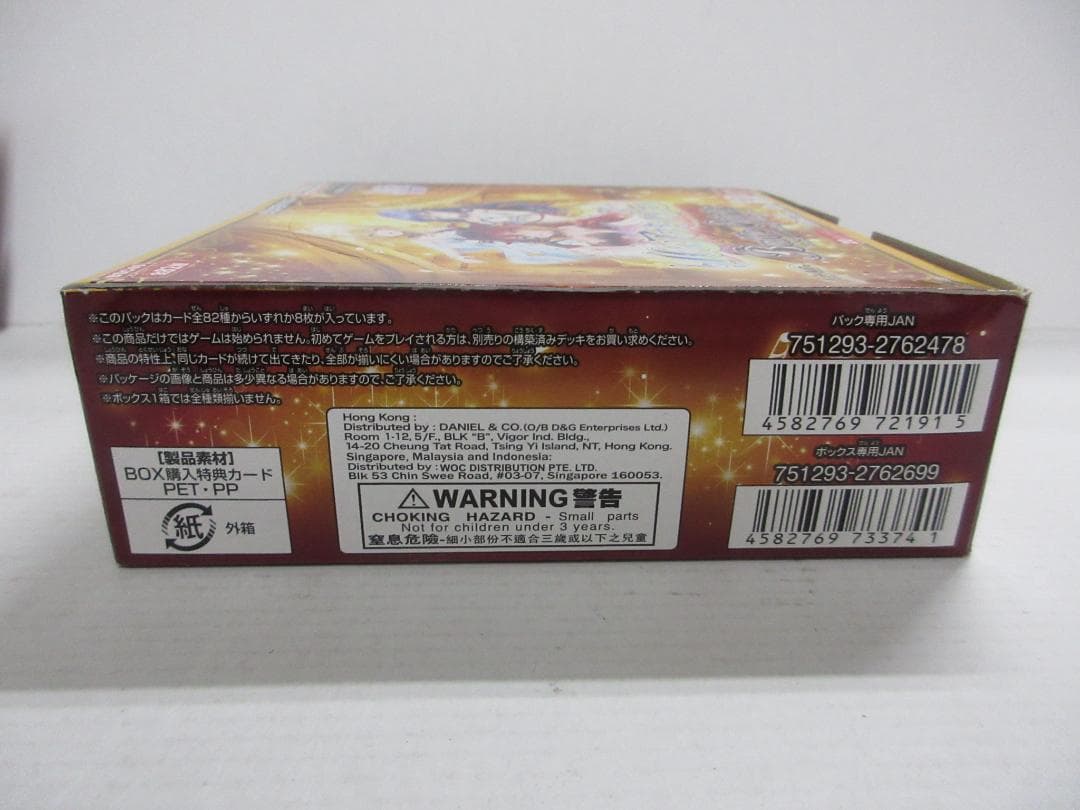 ※このパックはカード全82種からいずれか8枚が入っています。
※この商品だけではゲームは始められません。初めてゲームをプレイされる方は、別売りの構築済みデッキをお買い求めください。
※商品の特性上、同じカードが続けて出てきたり、全部が揃いにくい場合がありますのでご了承ください。
※パッケージの画像と商品は多少異なる場合がありますので、ご了承ください。
※ボックス1箱では全種類揃いません。
【製品素材】
BOX購入特典カード
PET・PP
紙 外箱
Hong Kong :
Distributed by : DANIEL & CO.(O/B D&G Enterprises Ltd.)
Room 1-12, 5/F., BLK "B", Vigor Ind. Bldg.,
14-20 Cheung Tat Road, Tsing Yi Island, NT, Hong Kong.
Singapore, Malaysia and Indonesia:
Distributed by : WOC DISTRIBUTION PTE. LTD.
Blk 53 Chin Swee Road, #03-07, Singapore 160053.
WARNING 警告
CHOKING HAZARD - Small parts
Not for children under 3 years.
窒息危險-細小部份不適合三歲或以下之兒童
パック専用JAN
751293-2762478
4582769 72191 5
ボックス専用JAN
751293-2762699
4582769 73374 1